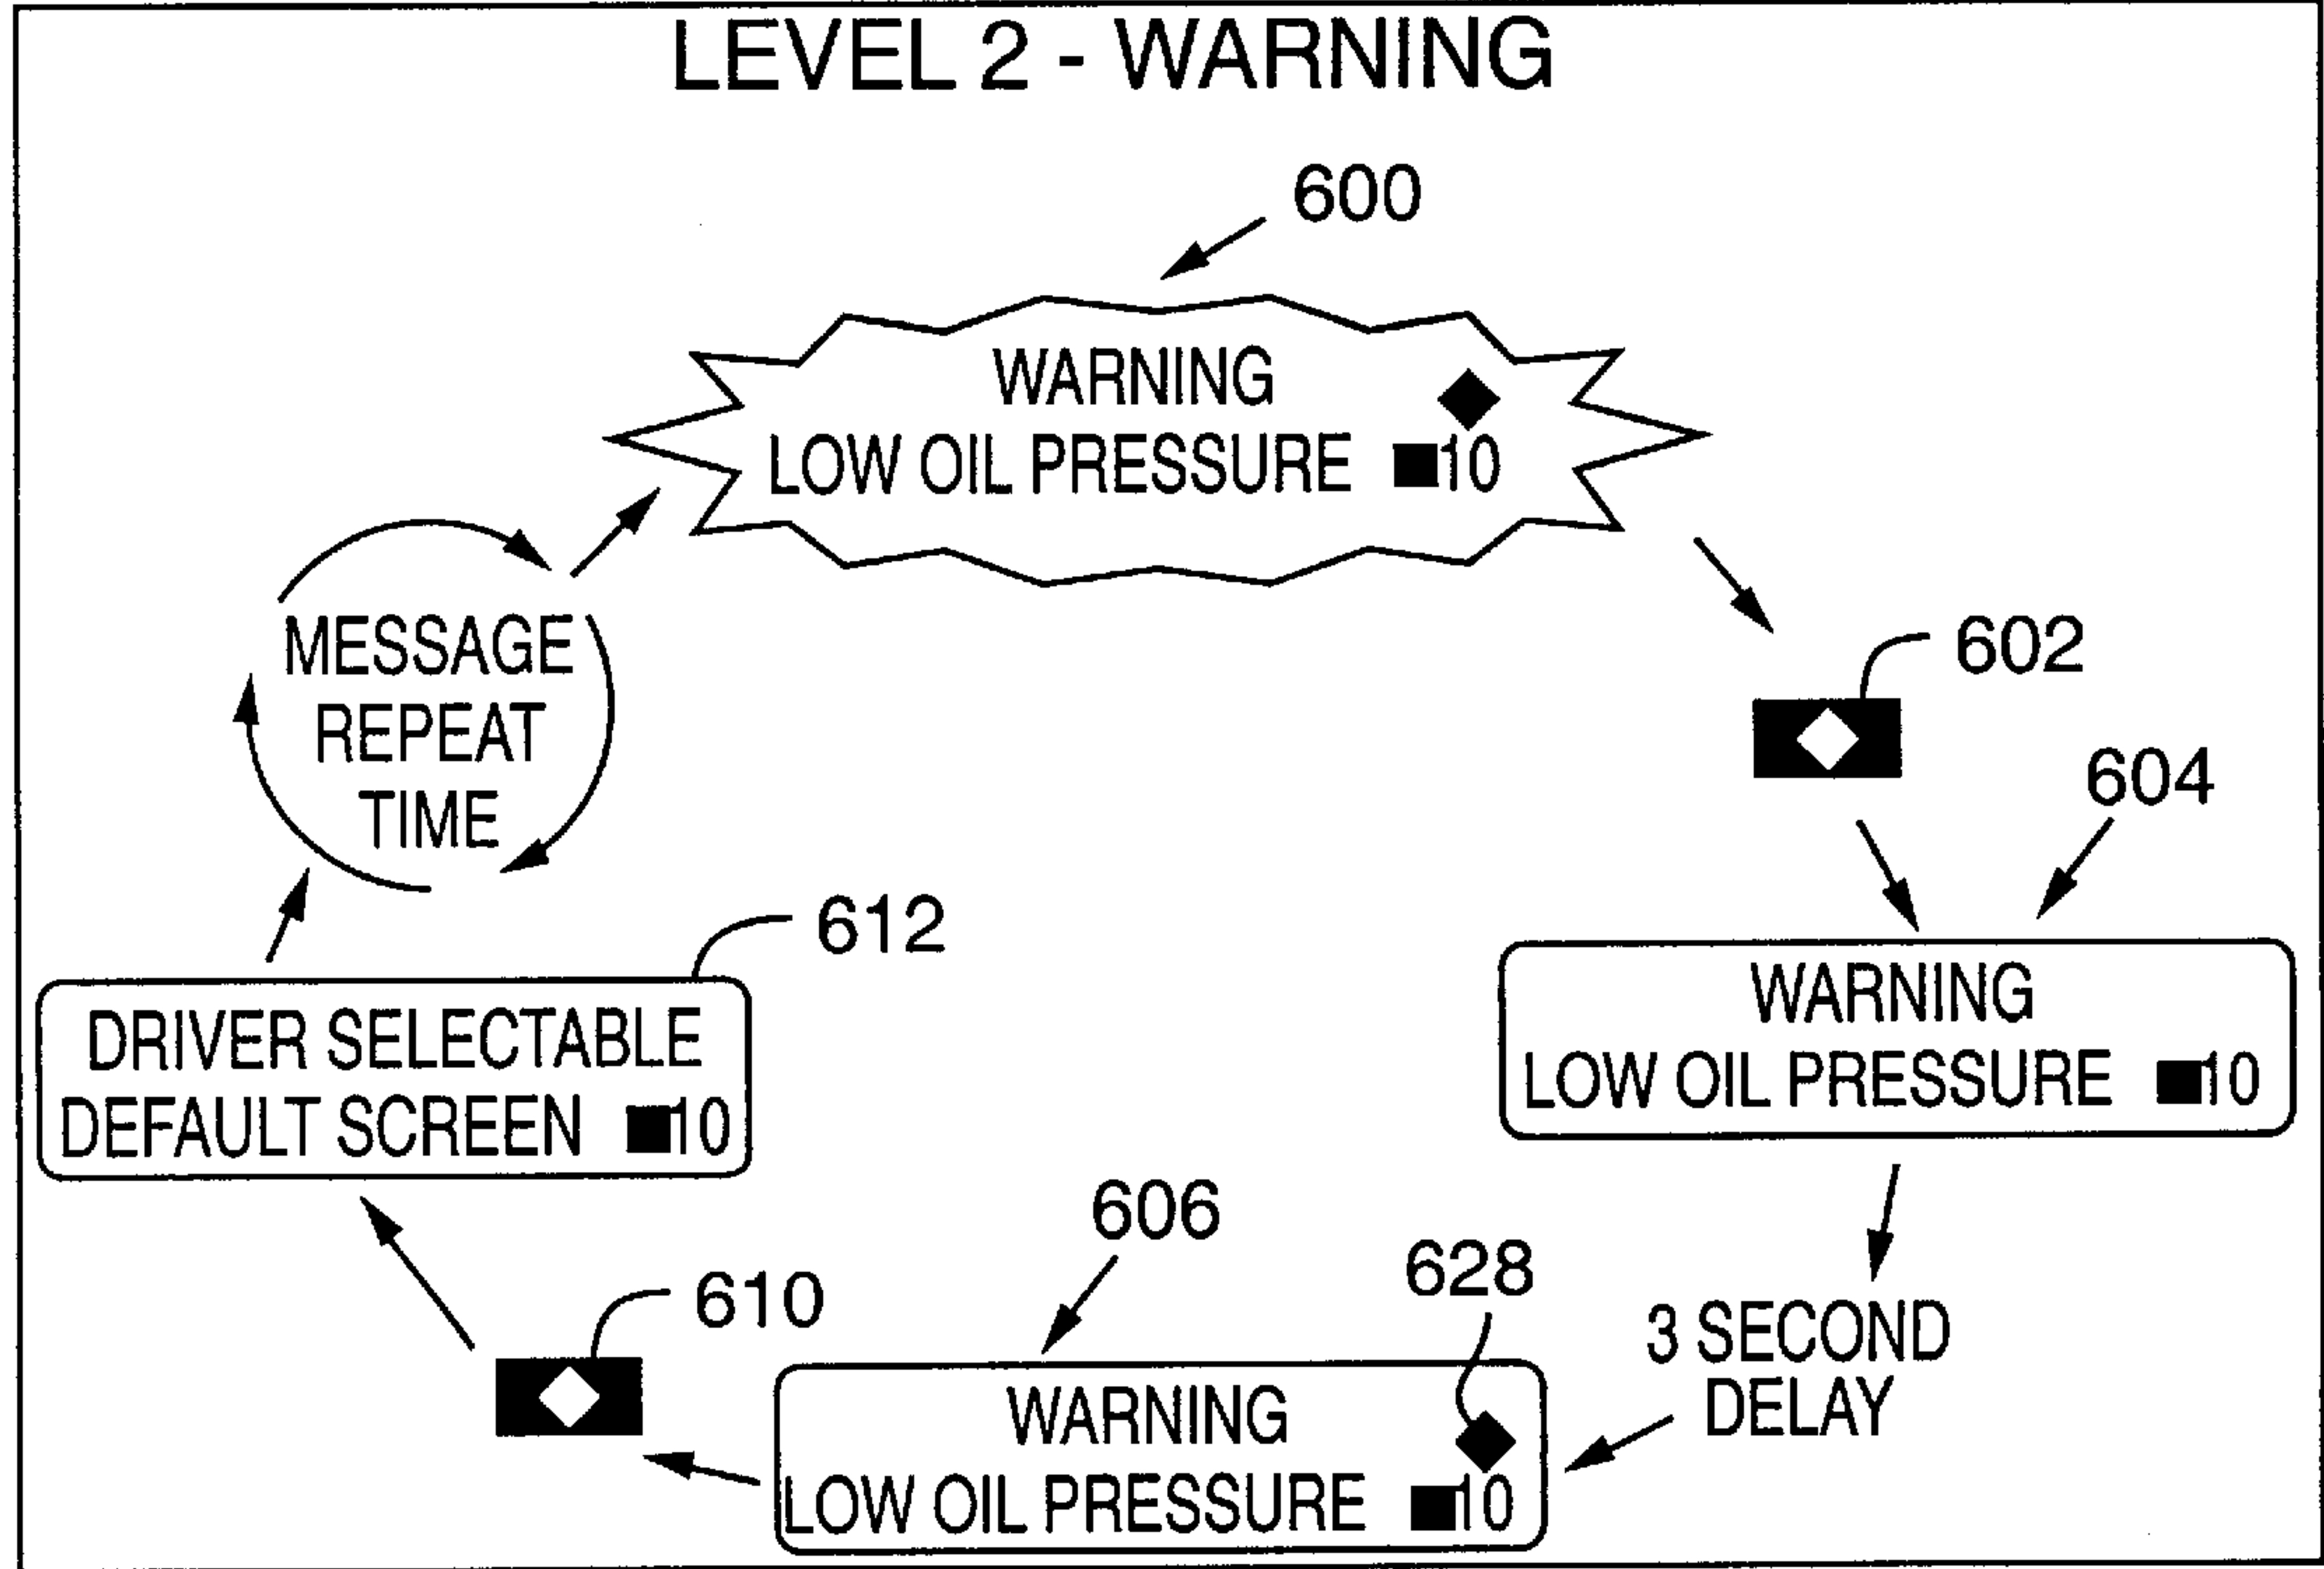 LEVEL 2 - WARNING
600
WARNING
LOW OIL PRESSURE ■10
MESSAGE
REPEAT
TIME
602
604
612
WARNING
LOW OIL PRESSURE ■10
DRIVER SELECTABLE
DEFAULT SCREEN ■10
606
628
610
3 SECOND
DELAY
WARNING
LOW OIL PRESSURE ■10